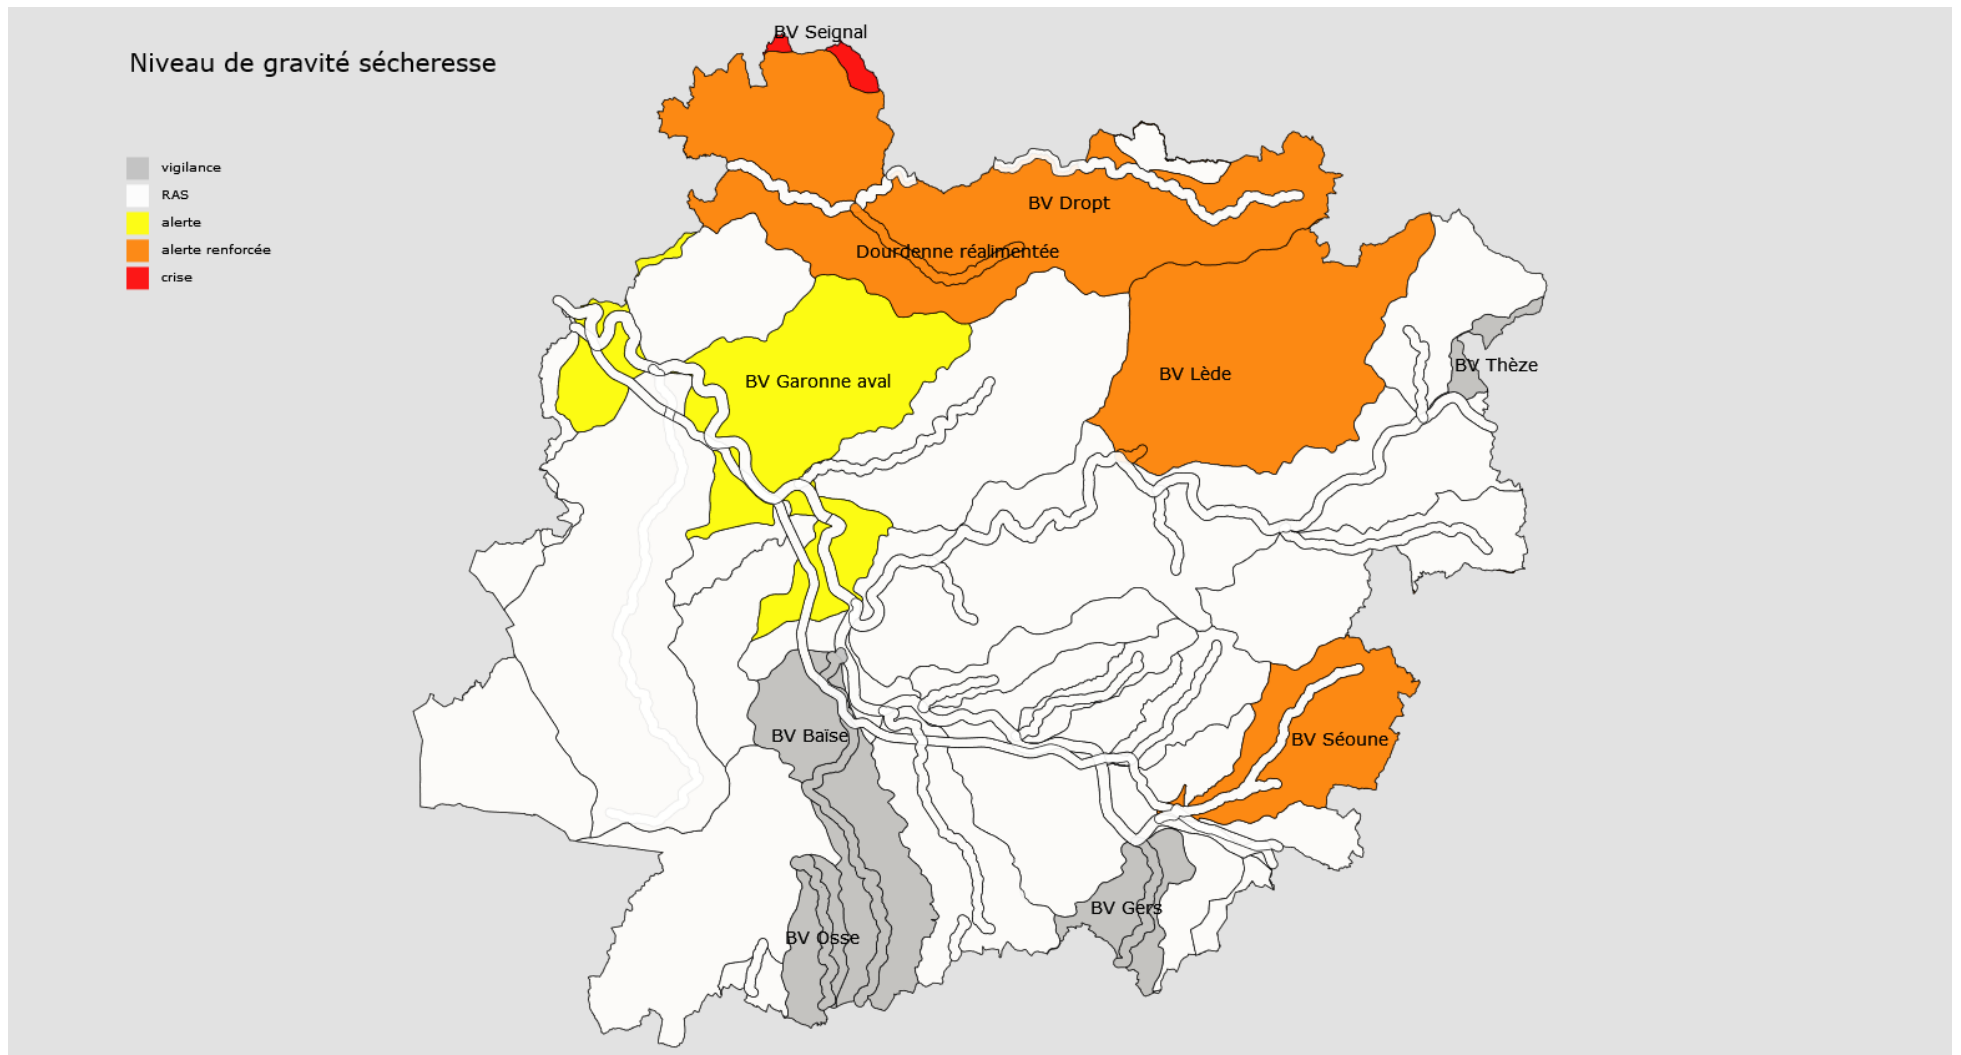 BV Seignal
Niveau de gravité sécheresse
vigilance
RAS
alerte
alerte renforcée
crise
BV Dropt
Dourdenne réalimentée
BV Thèze
BV Lède
BV Garonne aval
BV Baïse
BV Séoune
BV Gers
BV Osse